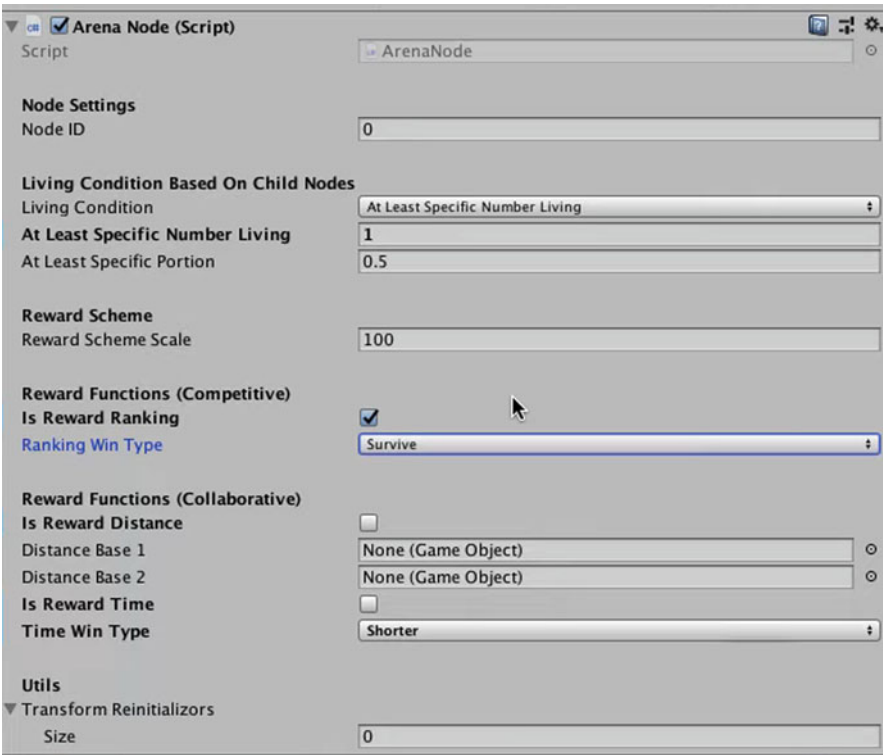 Arena Node (Script)
Script ArenaNode
Node Settings
Node ID 0
Living Condition Based On Child Nodes
Living Condition At Least Specific Number Living
At Least Specific Number Living 1
At Least Specific Portion 0.5
Reward Scheme
Reward Scheme Scale 100
Reward Functions (Competitive)
Is Reward Ranking
Ranking Win Type Survive
Reward Functions (Collaborative)
Is Reward Distance
Distance Base 1 None (Game Object)
Distance Base 2 None (Game Object)
Is Reward Time
Time Win Type Shorter
Utils
Transform Reinitializors
Size 0